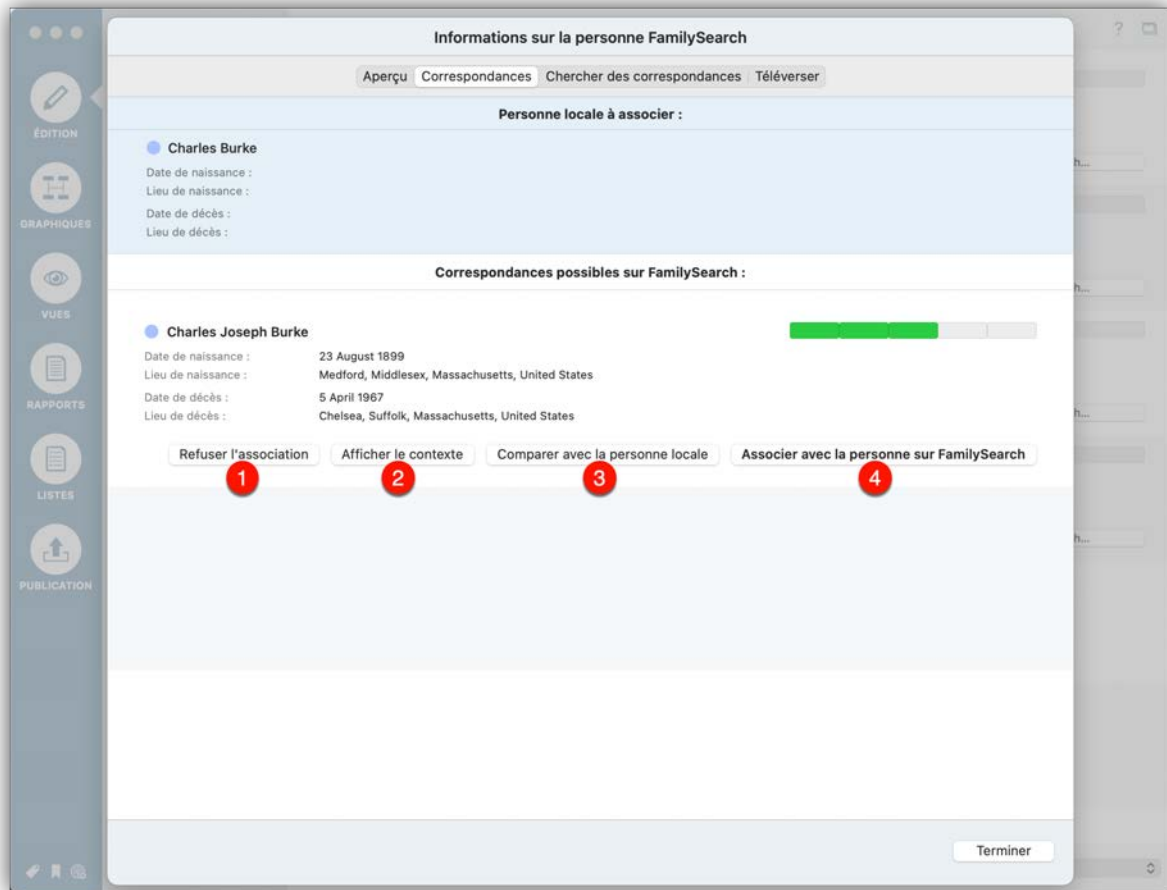 Informations sur la personne FamilySearch
?
Aperçu Correspondances Chercher des correspondances Téléverser
Personne locale à associer :
ÉDITION
Charles Burke
Date de naissance :
h...
Lieu de naissance :
Date de décès :
GRAPHIQUES
Lieu de décès :
Correspondances possibles sur FamilySearch :
h...
VUES
Charles Joseph Burke
Date de naissance : 23 August 1899
Lieu de naissance : Medford, Middlesex, Massachusetts, United States
Date de décès : 5 April 1967
RAPPORTS
h...
Lieu de décès : Chelsea, Suffolk, Massachusetts, United States
Refuser l'association Afficher le contexte Comparer avec la personne locale Associer avec la personne sur FamilySearch
1 2 3 4
LISTES
h...
PUBLICATION
Terminer